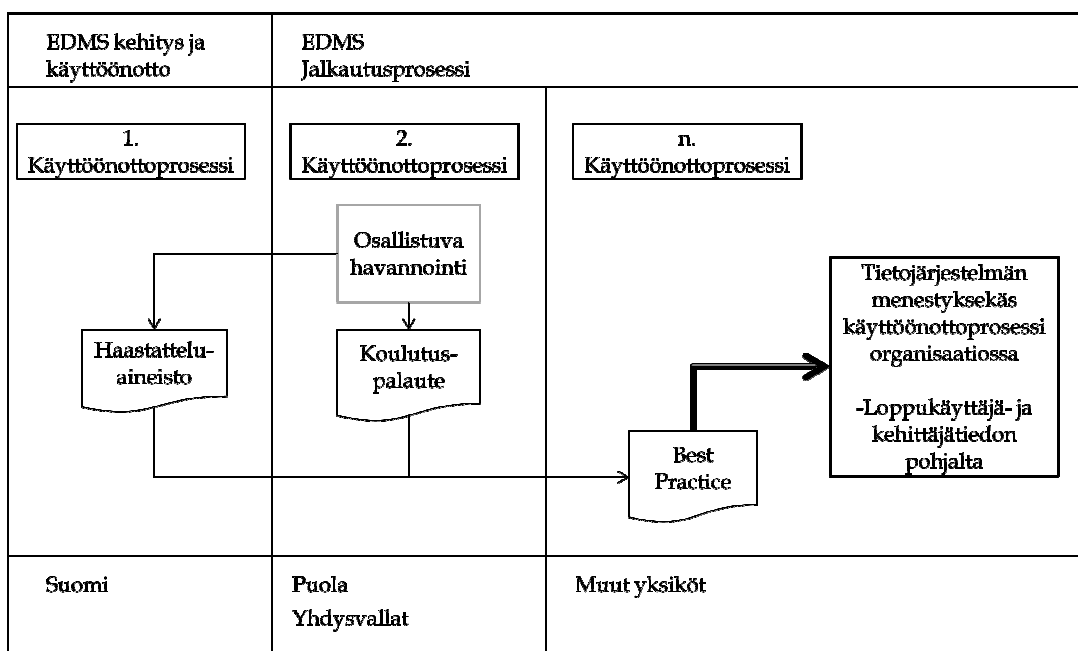 EDMS kehitys ja
käyttöönotto
EDMS
Jalkautusprosessi
1.
Käyttöönottoprosessi
2.
Käyttöönottoprosessi
n.
Käyttöönottoprosessi
Osallistuva
havannointi
Haastattelu-
aineisto
Koulutus-
palaute
Best
Practice
Tietojärjestelmän
menestyksekäs
käyttöönottoprosessi
organisaatiossa
-Loppukäyttäjä- ja
kehittäjätiedon
pohjalta
Suomi
Puola
Yhdysvallat
Muut yksiköt